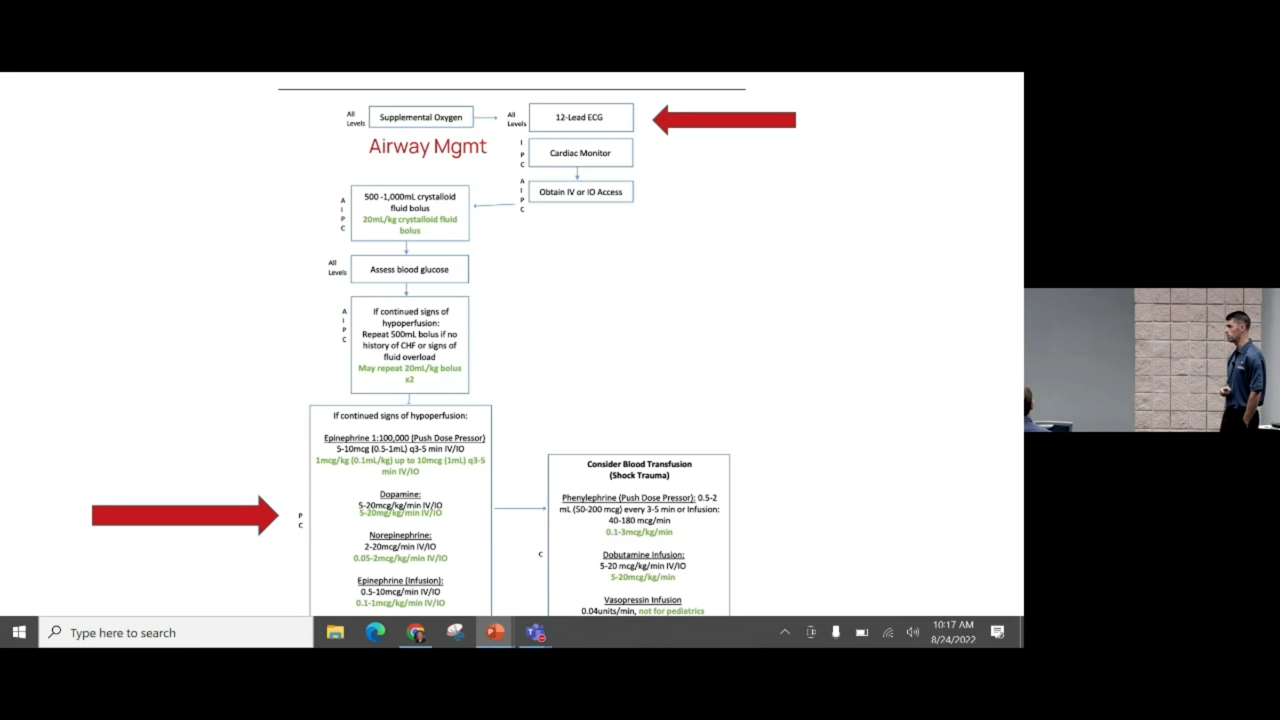 All
Levels
Supplemental Oxygen
All
Levels
12-Lead ECG
Airway Mgmt
I
P
C
Cardiac Monitor
A
I
P
C
Obtain IV or IO Access
A
I
P
C
500 -1,000mL crystalloid
fluid bolus
20mL/kg crystalloid fluid
bolus
All
Levels
Assess blood glucose
A
I
P
C
If continued signs of
hypoperfusion:
Repeat 500mL bolus if no
history of CHF or signs of
fluid overload
May repeat 20mL/kg bolus
x2
P
C
If continued signs of hypoperfusion:
Epinephrine 1:100,000 (Push Dose Pressor)
5-10mcg (0.5-1mL) q3-5 min IV/IO
1mcg/kg (0.1mL/kg) up to 10mcg (1mL) q3-5
min IV/IO
Dopamine:
5-20mcg/kg/min IV/IO
5-20mg/kg/min IV/IO
Norepinephrine:
2-20mcg/min IV/IO
0.05-2mcg/kg/min IV/IO
Epinephrine (Infusion):
0.5-10mcg/min IV/IO
0.1-1mcg/kg/min IV/IO
C
Consider Blood Transfusion
(Shock Trauma)
Phenylephrine (Push Dose Pressor): 0.5-2
mL (50-200 mcg) every 3-5 min or Infusion:
40-180 mcg/min
0.1-3mcg/kg/min
Dobutamine Infusion:
5-20 mcg/kg/min IV/IO
5-20mcg/kg/min
Vasopressin Infusion
0.04units/min, not for pediatrics
Type here to search
10:17 AM
8/24/2022